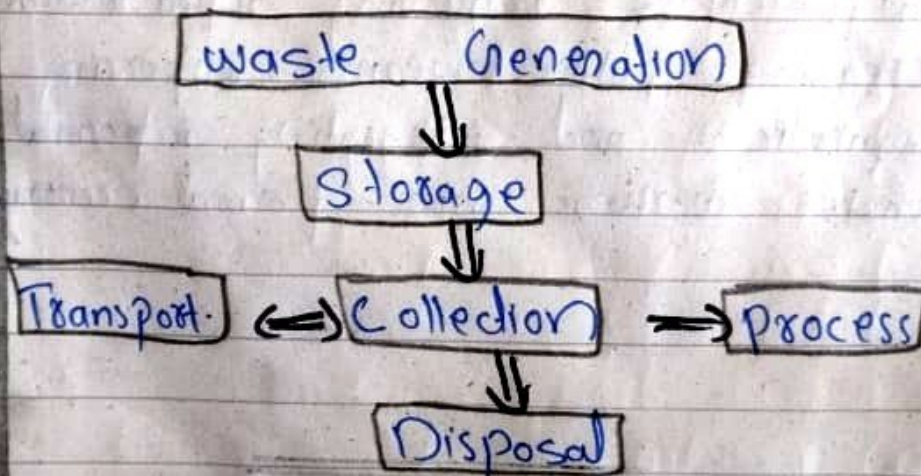 Waste Generation
Storage
Transport. Collection Process
Disposal